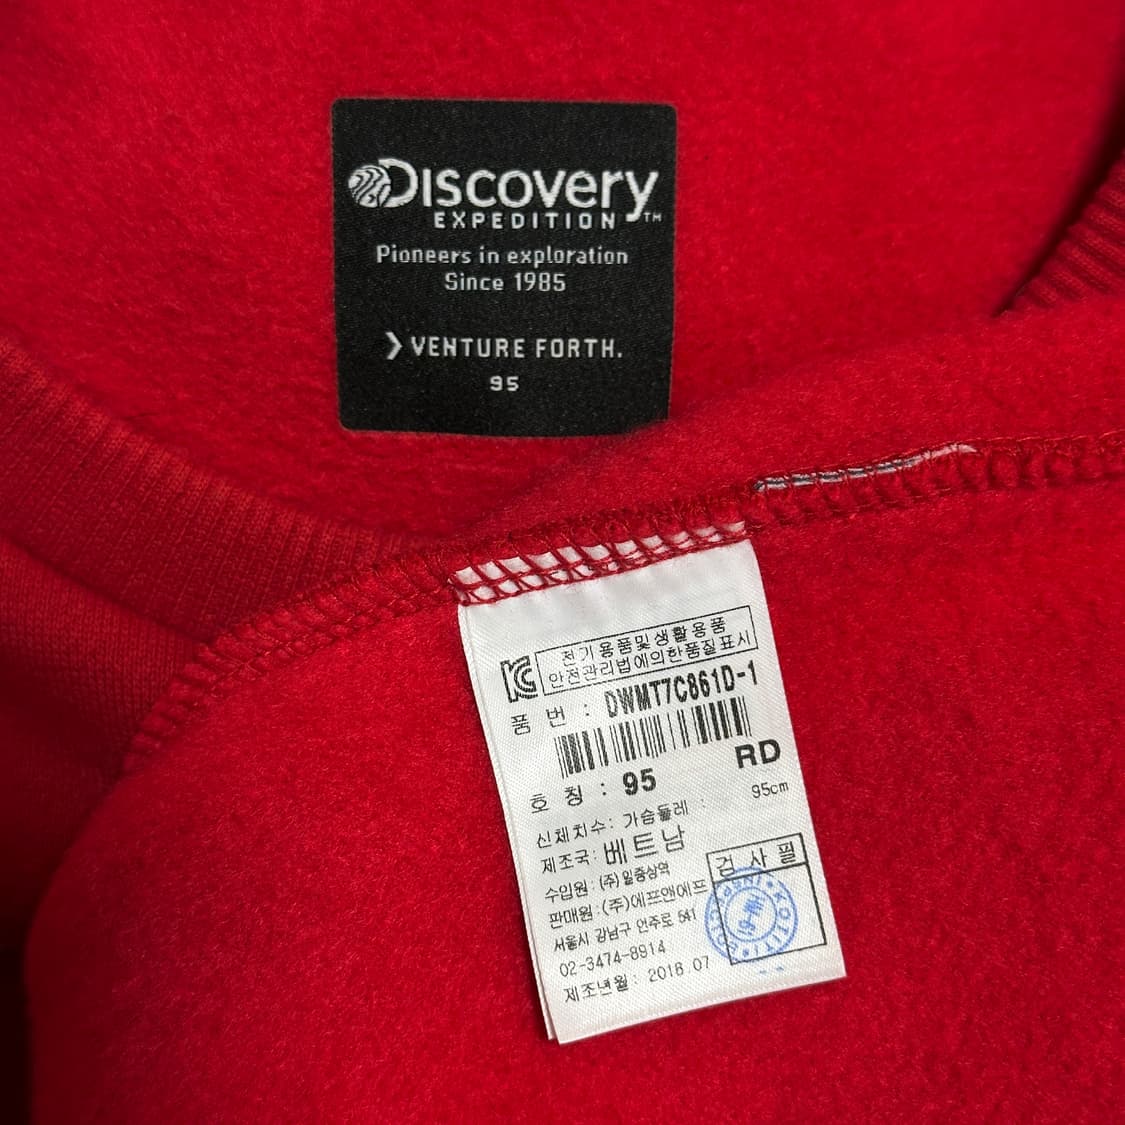 Discovery
EXPEDITION™
Pioneers in exploration
Since 1985
VENTURE FORTH.
95
전기용품및생활용품
안전관리법에의한품질표시
품 번 : DWMT7C861D-1
RD
호 칭 : 95
신체치수: 가슴둘레 : 95cm
제조국: 베트남
수입원: (주)일중상역
판매원: (주)에프앤에프
서울시 강남구 언주로 541
02-3474-8914
제조년월: 2018.07
검 사 필
KOTITI